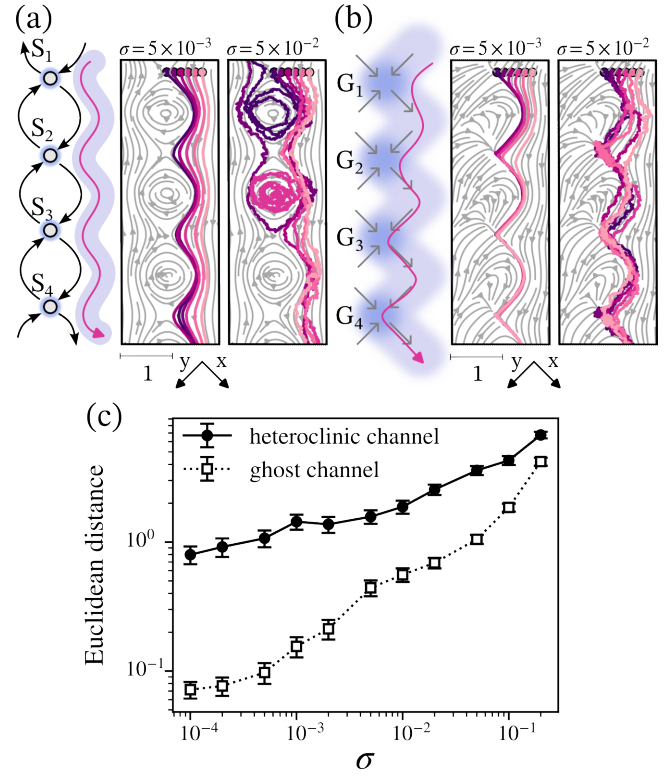 (a)
S₁
S₂
S₃
S₄
σ = 5 × 10⁻³
σ = 5 × 10⁻²
1
y
x
(b)
G₁
G₂
G₃
G₄
σ = 5 × 10⁻³
σ = 5 × 10⁻²
1
y
x
(c)
heteroclinic channel
ghost channel
Euclidean distance
10⁰
10⁻¹
10⁻⁴
10⁻³
10⁻²
10⁻¹
σ